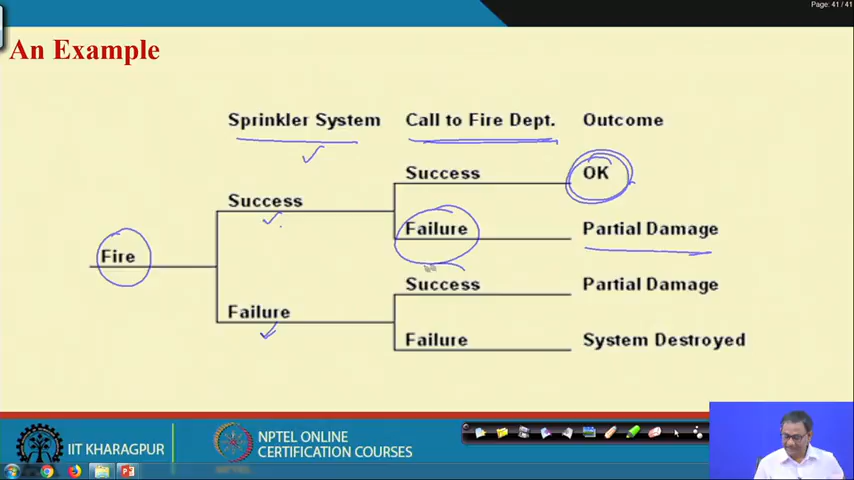 Page: 41 / 41
An Example
Sprinkler System Call to Fire Dept. Outcome
Success OK
Success
Failure Partial Damage
Fire
Success Partial Damage
Failure
Failure System Destroyed
IIT KHARAGPUR
NPTEL ONLINE
CERTIFICATION COURSES
NPTEL